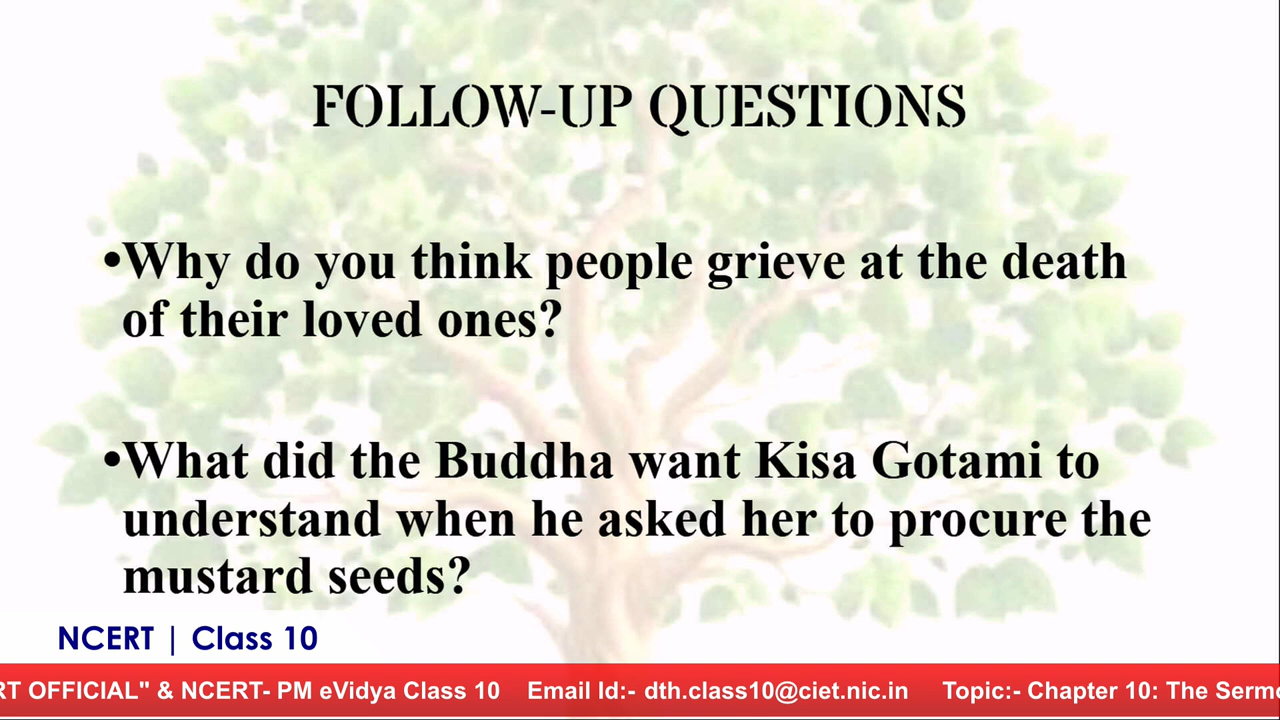 FOLLOW-UP QUESTIONS
•Why do you think people grieve at the death
of their loved ones?
•What did the Buddha want Kisa Gotami to
understand when he asked her to procure the
mustard seeds?
NCERT | Class 10
RT OFFICIAL" & NCERT- PM eVidya Class 10 Email Id:- dth.class10@ciet.nic.in Topic:- Chapter 10: The Sermo